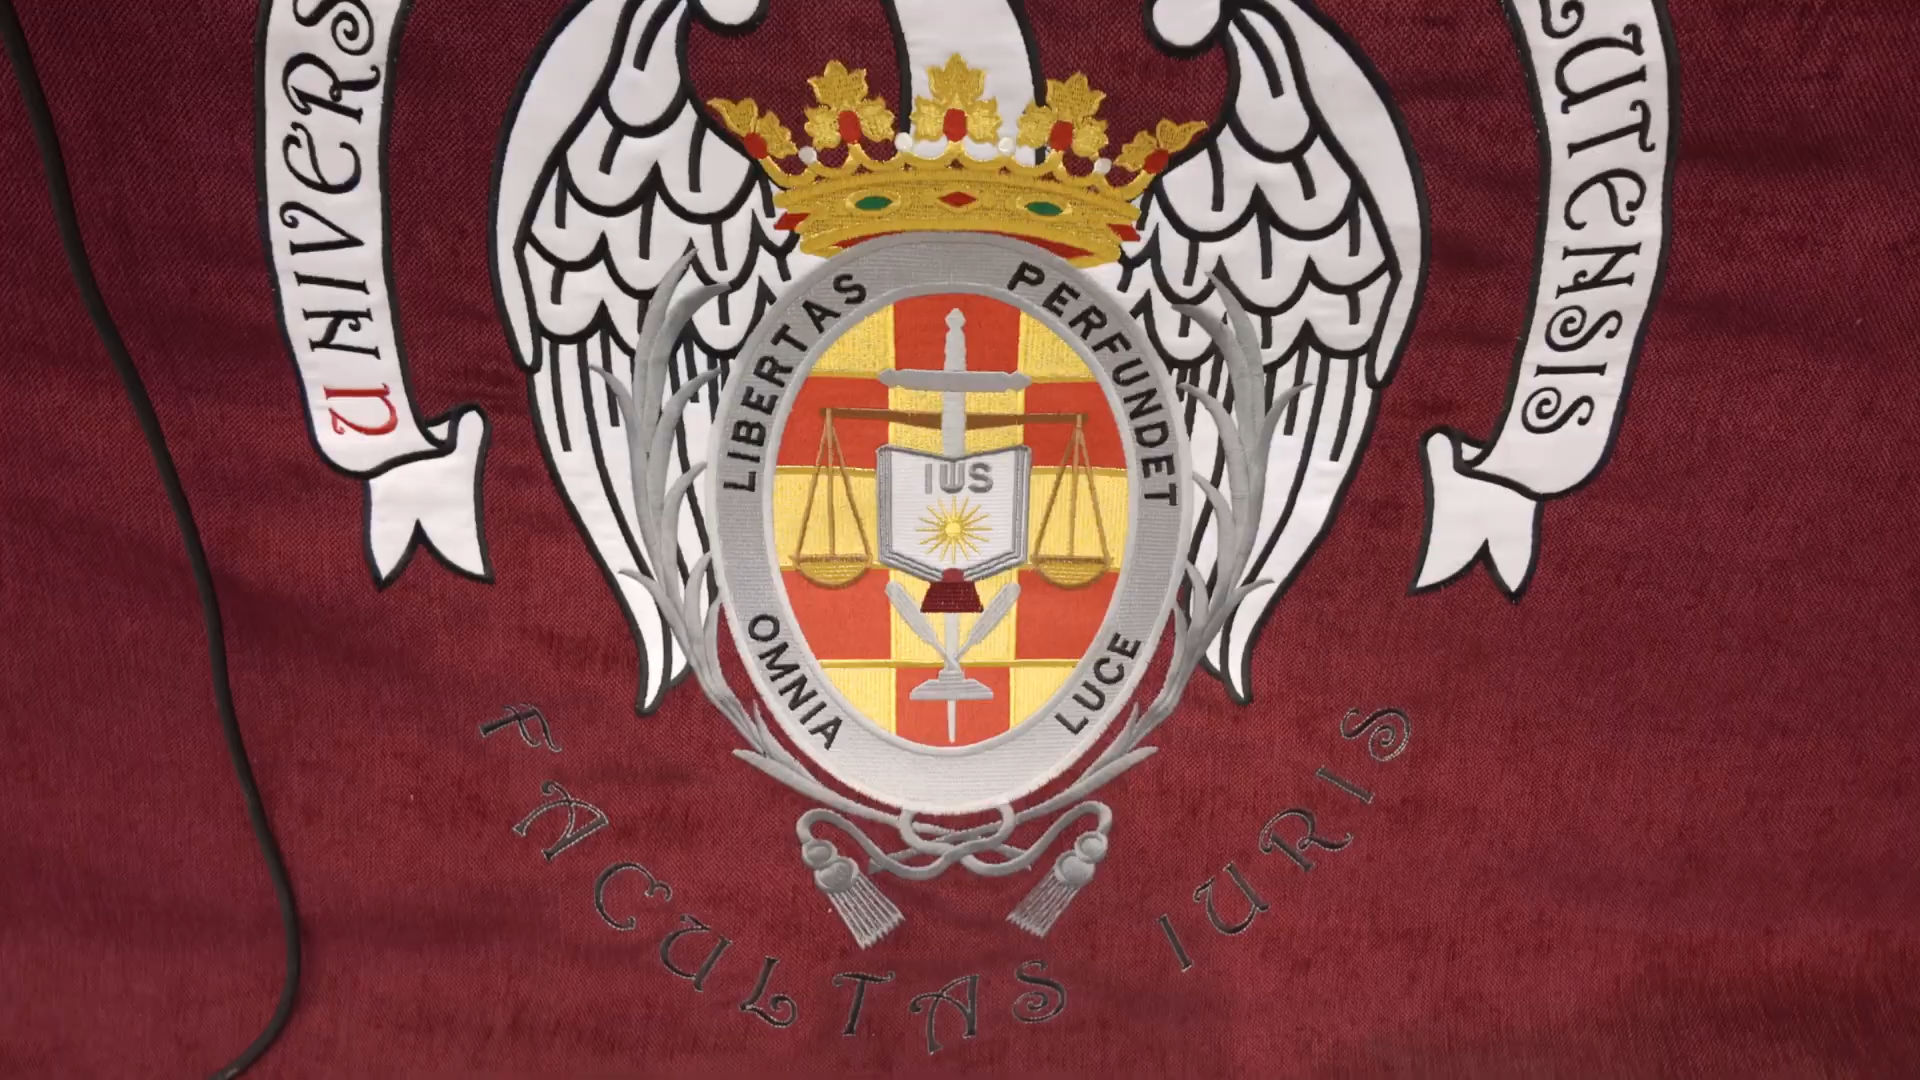 UNIVERS
LUTENSIS
LIBERTAS PERFUNDET
OMNIA LUCE
IUS
FACULTAS IURIS